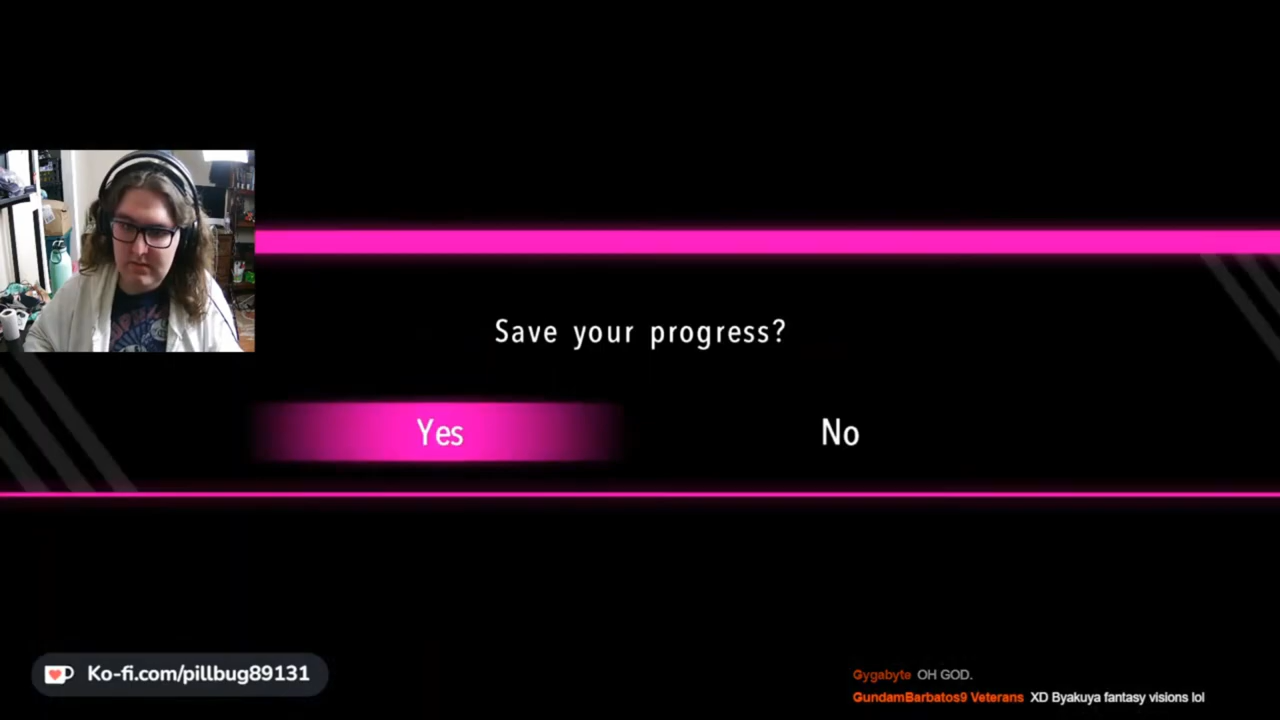 Save your progress?
Yes
No
Ko-fi.com/pillbug89131
Gygabyte OH GOD.
GundamBarbatos9 Veterans XD Byakuya fantasy visions lol